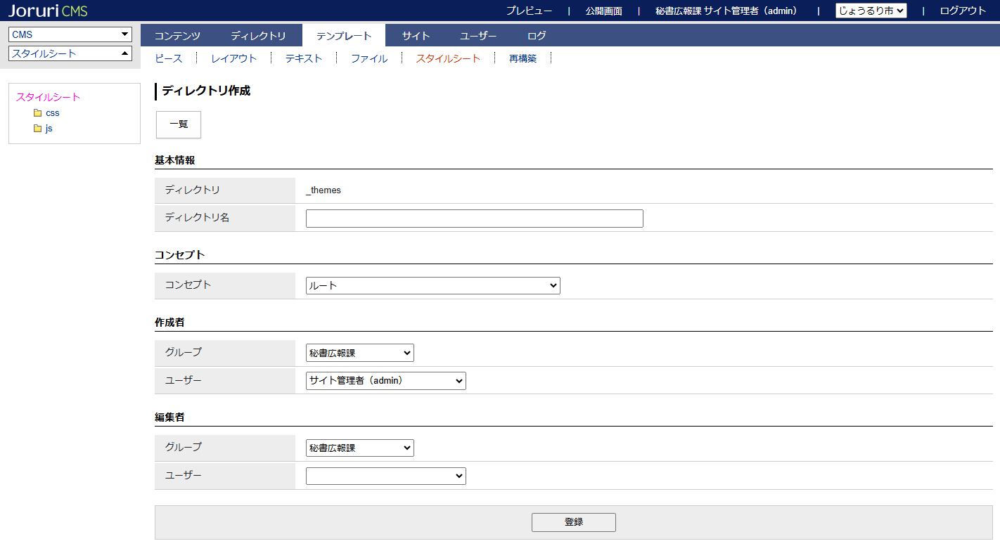 Joruri CMS プレビュー | 公開画面 | 秘書広報課 サイト管理者（admin） | じょうるり市 | ログアウト
CMS
スタイルシート
コンテンツ ディレクトリ テンプレート サイト ユーザー ログ
ピース レイアウト テキスト ファイル スタイルシート 再構築
スタイルシート
css
js
ディレクトリ作成
一覧
基本情報
ディレクトリ _themes
ディレクトリ名
コンセプト
コンセプト ルート
作成者
グループ 秘書広報課
ユーザー サイト管理者（admin）
編集者
グループ 秘書広報課
ユーザー
登録